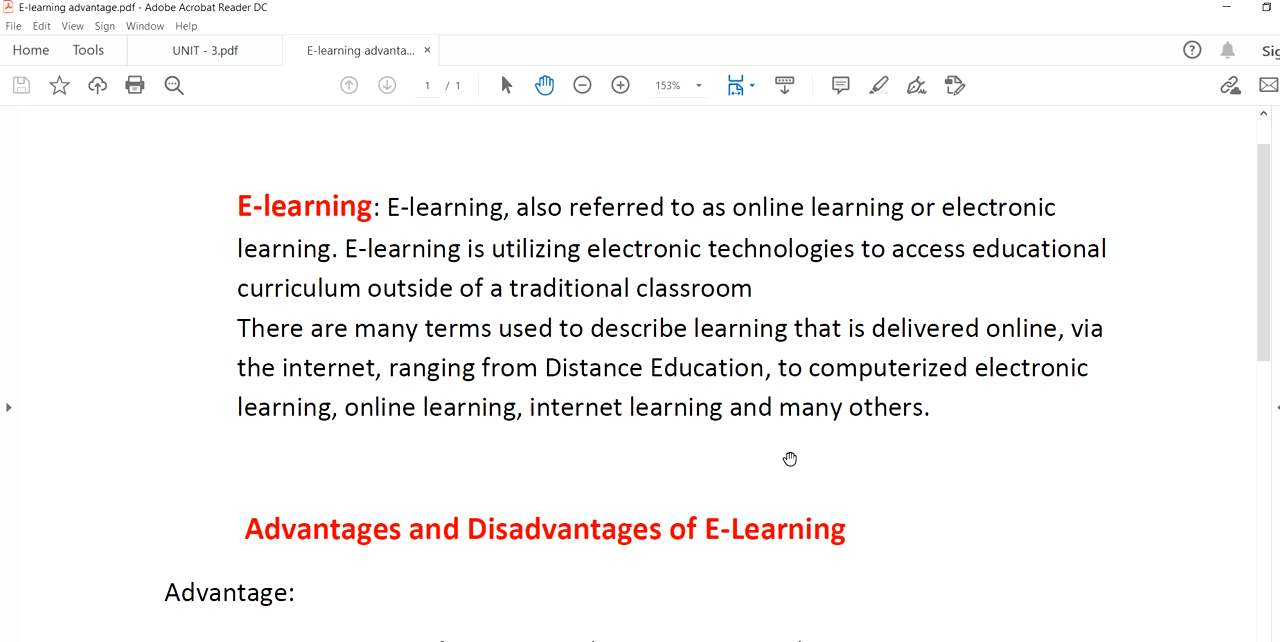 E-learning advantage.pdf - Adobe Acrobat Reader DC
File Edit View Sign Window Help
Home Tools UNIT - 3.pdf E-learning advanta... ×
1 / 1 153%
E-learning: E-learning, also referred to as online learning or electronic
learning. E-learning is utilizing electronic technologies to access educational
curriculum outside of a traditional classroom
There are many terms used to describe learning that is delivered online, via
the internet, ranging from Distance Education, to computerized electronic
learning, online learning, internet learning and many others.
Advantages and Disadvantages of E-Learning
Advantage: